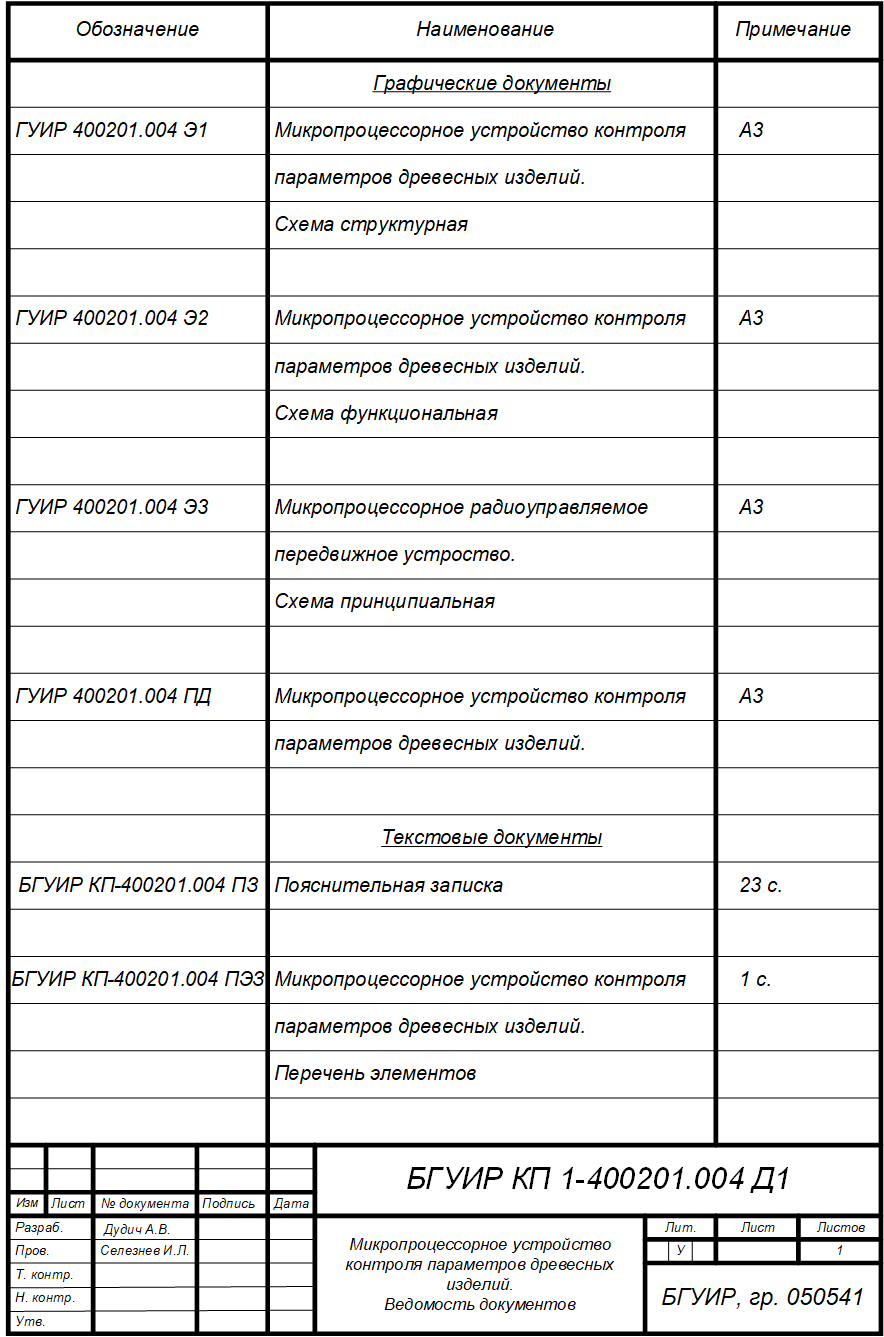 Обозначение Наименование Примечание
Графические документы
ГУИР 400201.004 Э1 Микропроцессорное устройство контроля А3
параметров древесных изделий.
Схема структурная
ГУИР 400201.004 Э2 Микропроцессорное устройство контроля А3
параметров древесных изделий.
Схема функциональная
ГУИР 400201.004 Э3 Микропроцессорное радиоуправляемое А3
передвижное устроство.
Схема принципиальная
ГУИР 400201.004 ПД Микропроцессорное устройство контроля А3
параметров древесных изделий.
Текстовые документы
БГУИР КП-400201.004 ПЗ Пояснительная записка 23 с.
БГУИР КП-400201.004 ПЭЗ Микропроцессорное устройство контроля 1 с.
параметров древесных изделий.
Перечень элементов
БГУИР КП 1-400201.004 Д1
Изм Лист № документа Подпись Дата
Разраб. Дудич А.В.
Пров. Селезнев И.Л.
Т. контр.
Н. контр.
Утв.
Микропроцессорное устройство
контроля параметров древесных
изделий.
Ведомость документов
Лит. Лист Листов
У 1
БГУИР, гр. 050541